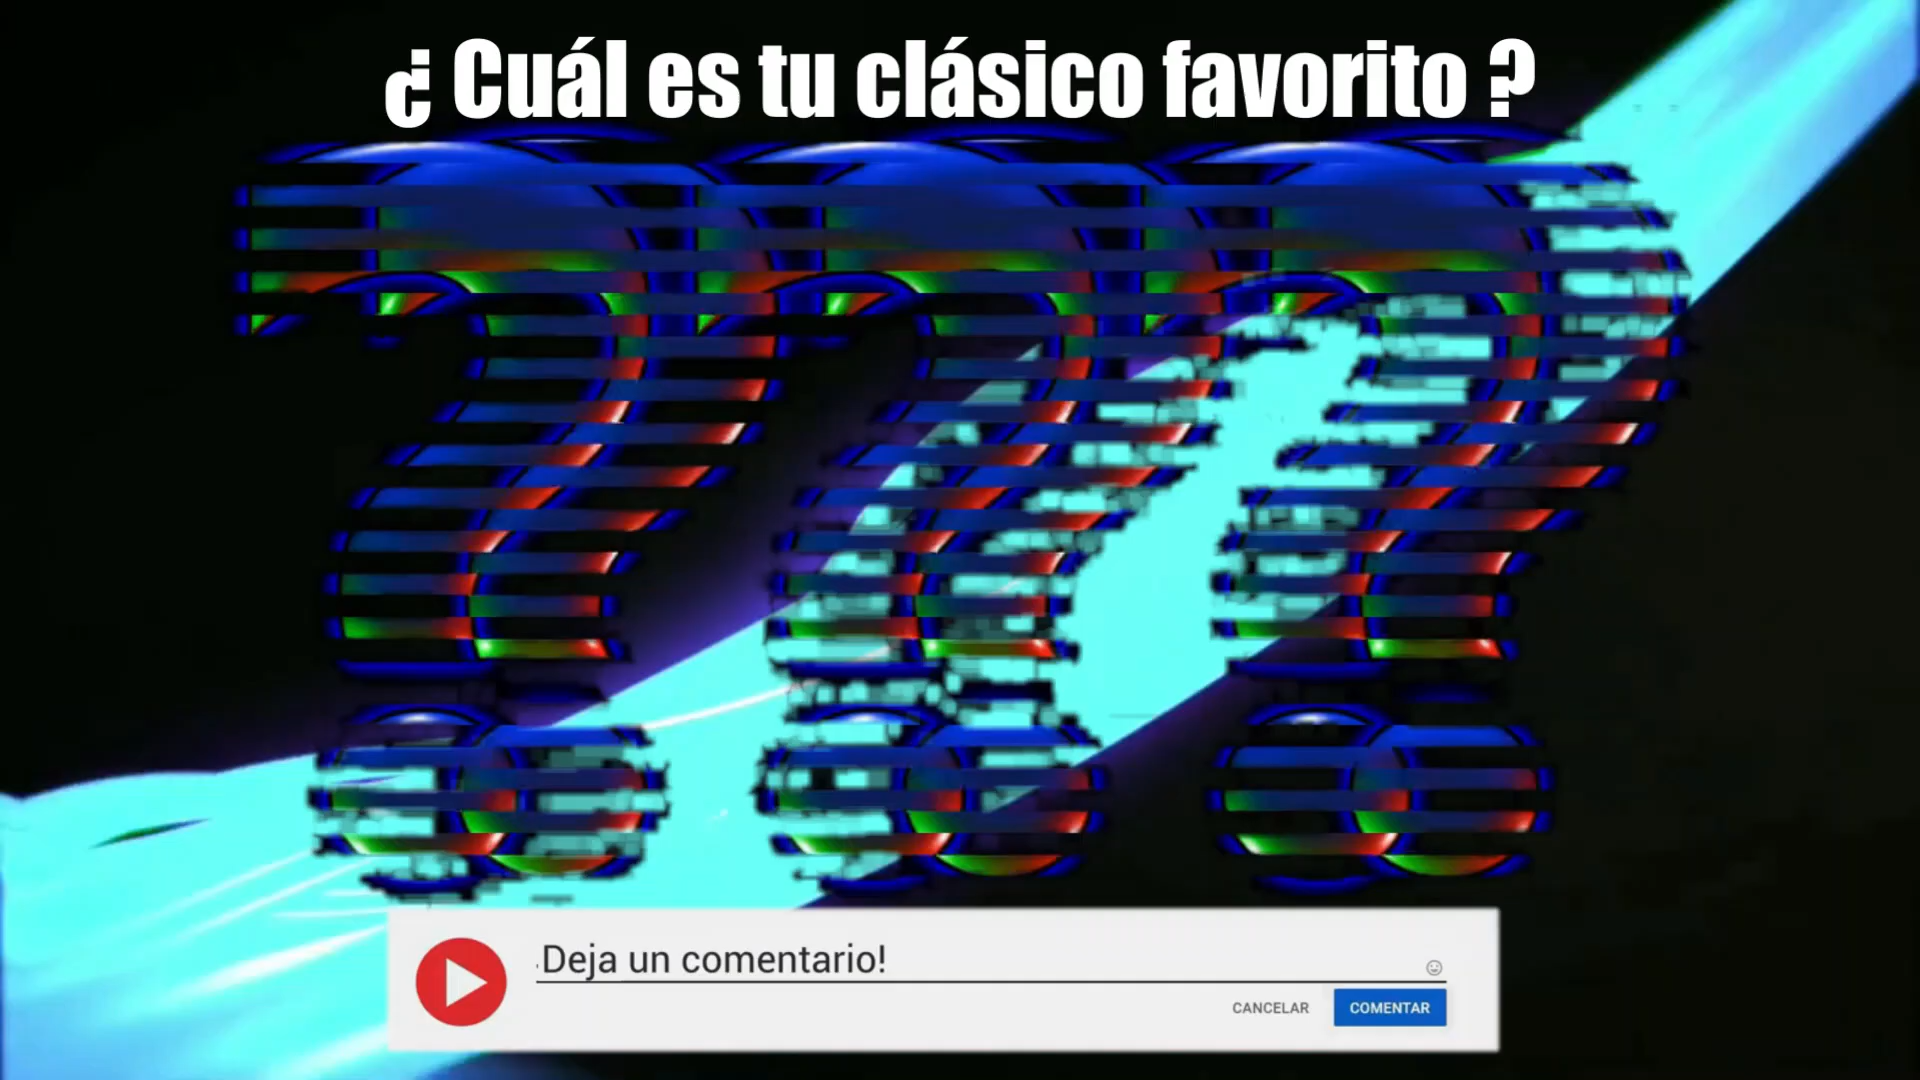 ¿ Cuál es tu clásico favorito ?
???
Deja un comentario!
CANCELAR COMENTAR